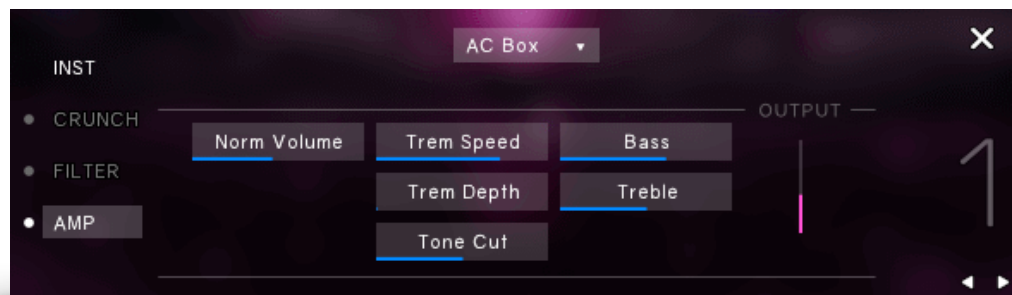 AC Box
INST
CRUNCH
FILTER
AMP
OUTPUT
Norm Volume
Trem Speed
Bass
Trem Depth
Treble
Tone Cut
1